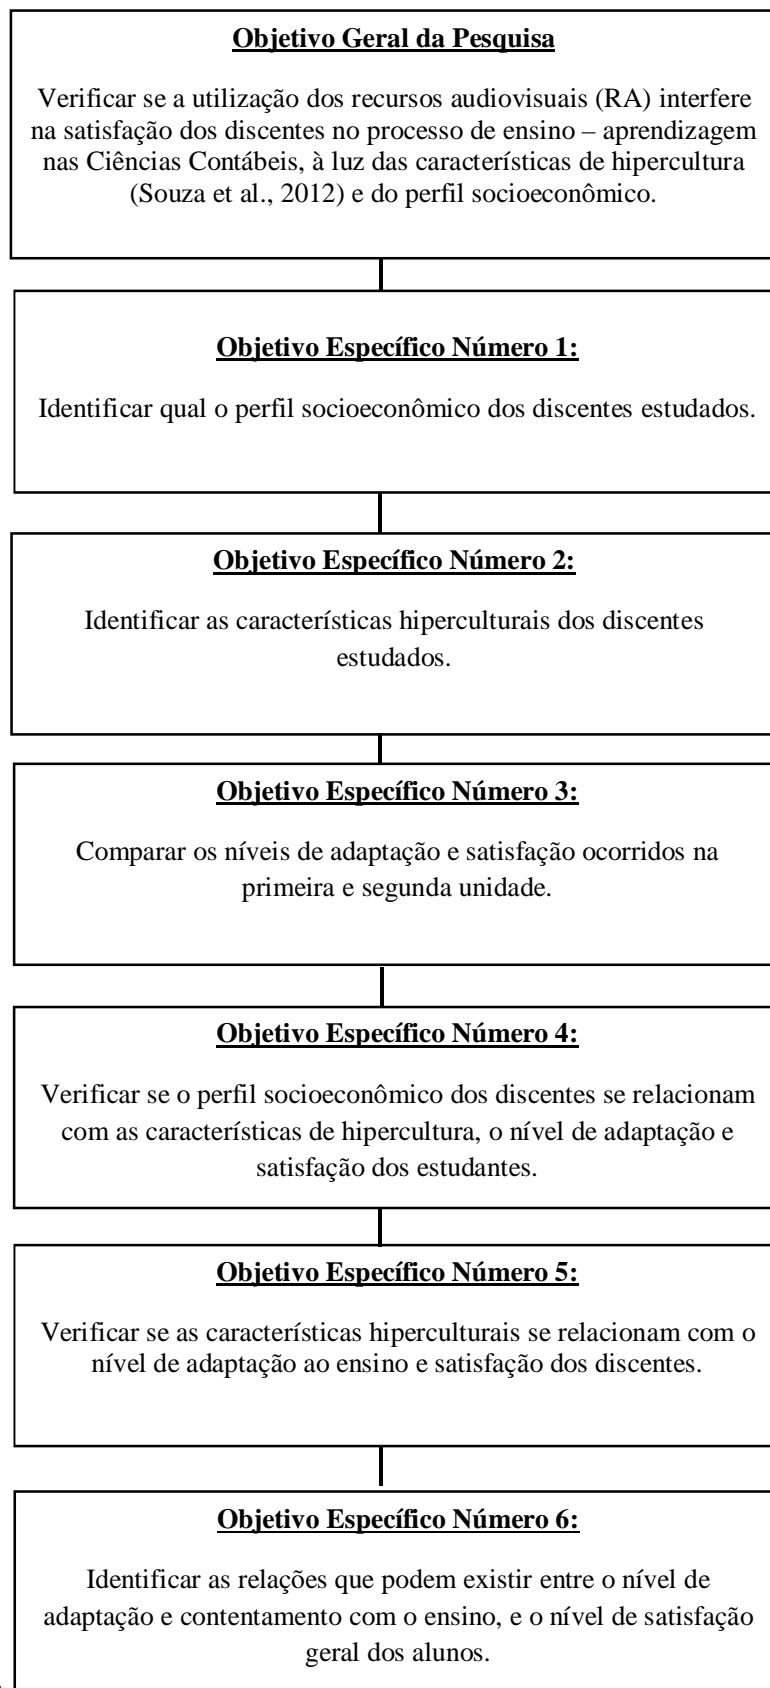 Objetivo Geral da Pesquisa
Verificar se a utilização dos recursos audiovisuais (RA) interfere
na satisfação dos discentes no processo de ensino – aprendizagem
nas Ciências Contábeis, à luz das características de hipercultura
(Souza et al., 2012) e do perfil socioeconômico.
Objetivo Específico Número 1:
Identificar qual o perfil socioeconômico dos discentes estudados.
Objetivo Específico Número 2:
Identificar as características hiperculturais dos discentes
estudados.
Objetivo Específico Número 3:
Comparar os níveis de adaptação e satisfação ocorridos na
primeira e segunda unidade.
Objetivo Específico Número 4:
Verificar se o perfil socioeconômico dos discentes se relacionam
com as características de hipercultura, o nível de adaptação e
satisfação dos estudantes.
Objetivo Específico Número 5:
Verificar se as características hiperculturais se relacionam com o
nível de adaptação ao ensino e satisfação dos discentes.
Objetivo Específico Número 6:
Identificar as relações que podem existir entre o nível de
adaptação e contentamento com o ensino, e o nível de satisfação
geral dos alunos.